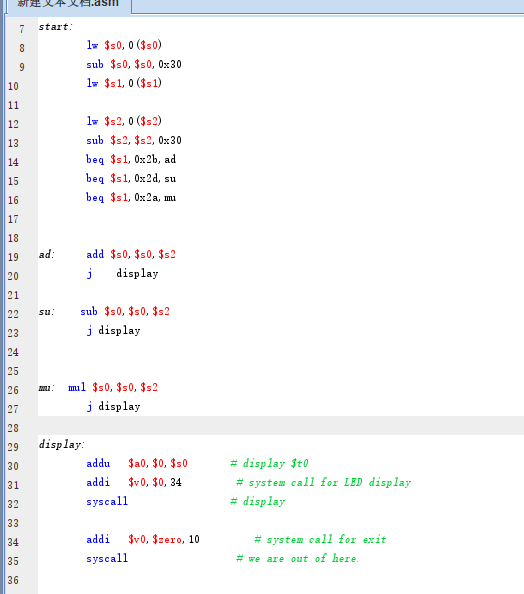 新建文本文档.asm
7 start:
8 lw $s0,0($s0)
9 sub $s0,$s0,0x30
10 lw $s1,0($s1)
11
12 lw $s2,0($s2)
13 sub $s2,$s2,0x30
14 beq $s1,0x2b,ad
15 beq $s1,0x2d,su
16 beq $s1,0x2a,mu
17
18
19 ad: add $s0,$s0,$s2
20 j display
21
22 su: sub $s0,$s0,$s2
23 j display
24
25
26 mu: mul $s0,$s0,$s2
27 j display
28
29 display:
30 addu $a0,$0,$s0 # display $t0
31 addi $v0,$0,34 # system call for LED display
32 syscall # display
33
34 addi $v0,$zero,10 # system call for exit
35 syscall # we are out of here.
36